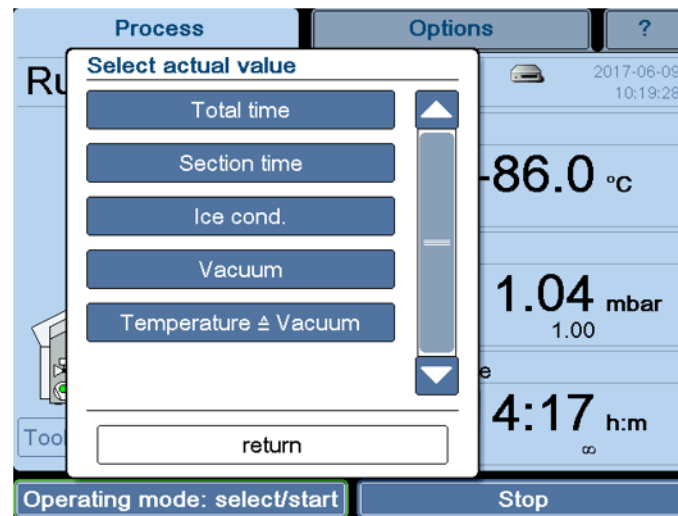 Process
Options
?
Select actual value
Total time
Section time
Ice cond.
Vacuum
Temperature ≙ Vacuum
return
2017-06-09
10:19:28
-86.0 °C
1.04 mbar
1.00
4:17 h:m
∞
Operating mode: select/start
Stop